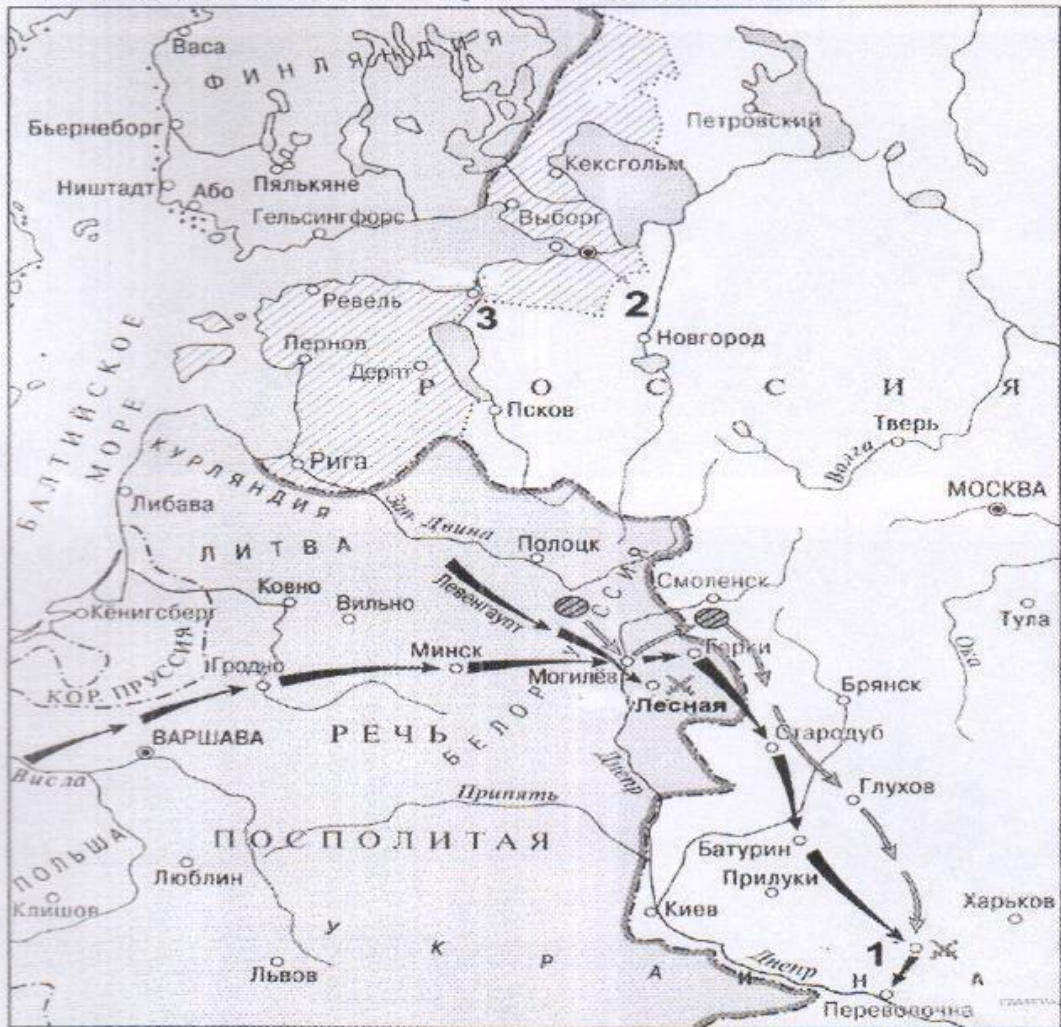 Васа
ФИНЛЯНДИЯ
Бьернеборг
Петровский
Кексгольм
Пялькяне
Ништадт
Або
Выборг
Гельсингфорс
Ревель
3
2
Новгород
Пернов
Дерпт
РОССИЯ
Псков
БАЛТИЙСКОЕ
МОРЕ
Тверь
Волга
КУРЛЯНДИЯ
Рига
МОСКВА
Либава
Зап. Двина
ЛИТВА
Полоцк
Смоленск
Ковно
Вильно
Левенгаупт
Кёнигсберг
Тула
Ока
Гродно
Минск
Могилёв
Горки
КОР. ПРУССИЯ
Лесная
Брянск
БЕЛОРУССИЯ
ВАРШАВА
РЕЧЬ
Стародуб
Висла
Днепр
Глухов
Припять
ПОСПОЛИТАЯ
Батурин
ПОЛЬША
Люблин
Прилуки
Клишов
Киев
Харьков
УКРАИНА
1
Львов
Днепр
Переволочна